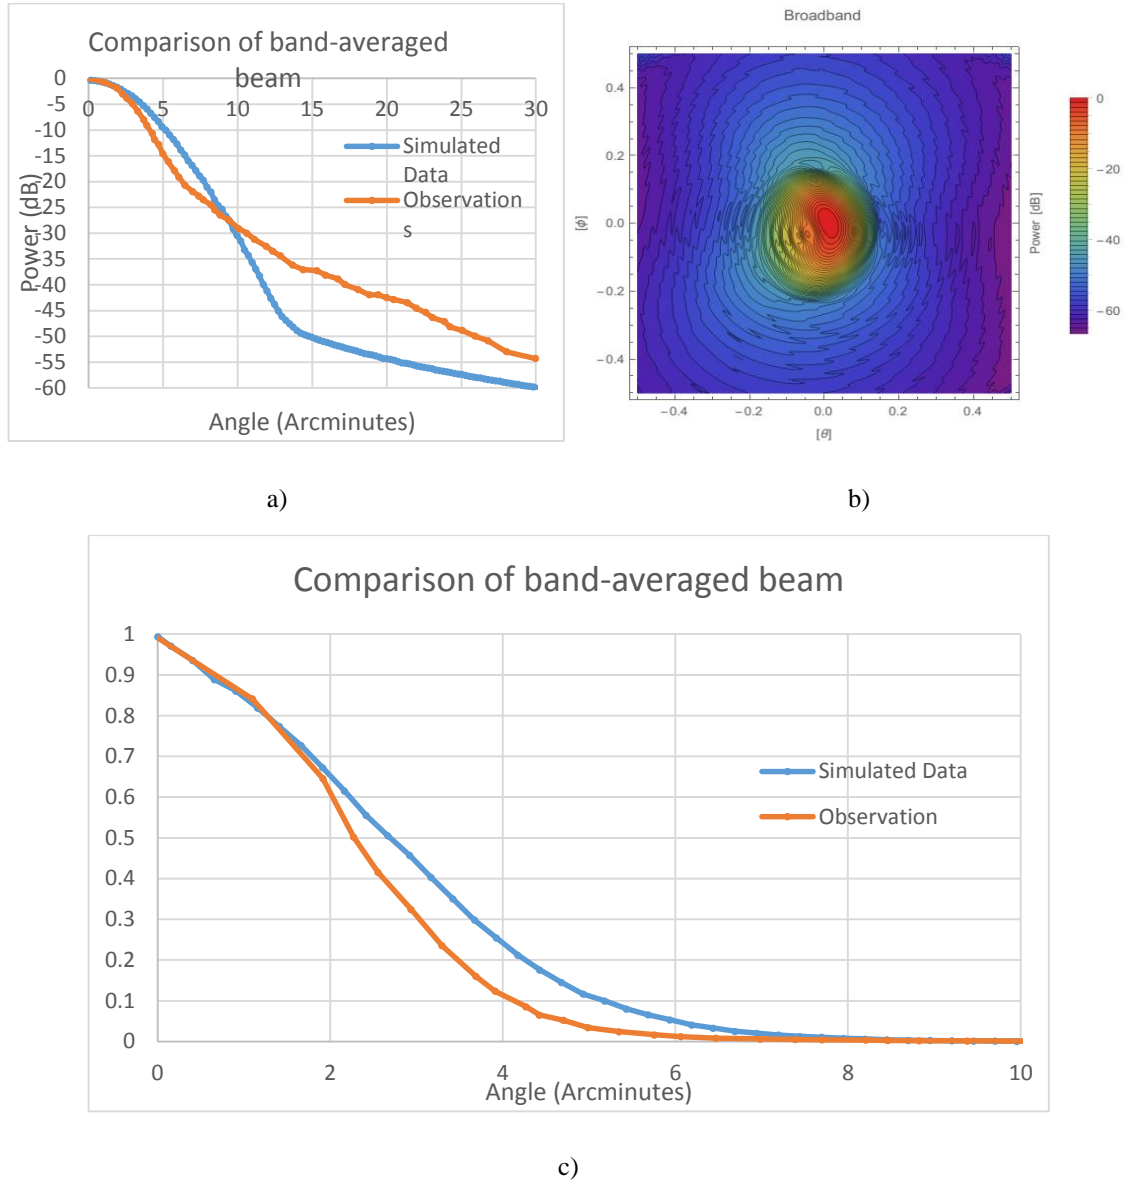 Comparison of band-averaged
beam
0
-5
-10
-15
-20
-25
-30
-35
-40
-45
-50
-55
-60
0 5 10 15 20 25 30
Power (dB)
Simulated
Data
Observation
s
Angle (Arcminutes)
a)
Broadband
0.4
0.2
0.0
-0.2
-0.4
[ϕ]
-0.4 -0.2 0.0 0.2 0.4
[θ]
Power [dB]
0
-20
-40
-60
b)
Comparison of band-averaged beam
1
0.9
0.8
0.7
0.6
0.5
0.4
0.3
0.2
0.1
0
0 2 4 6 8 10
Simulated Data
Observation
Angle (Arcminutes)
c)